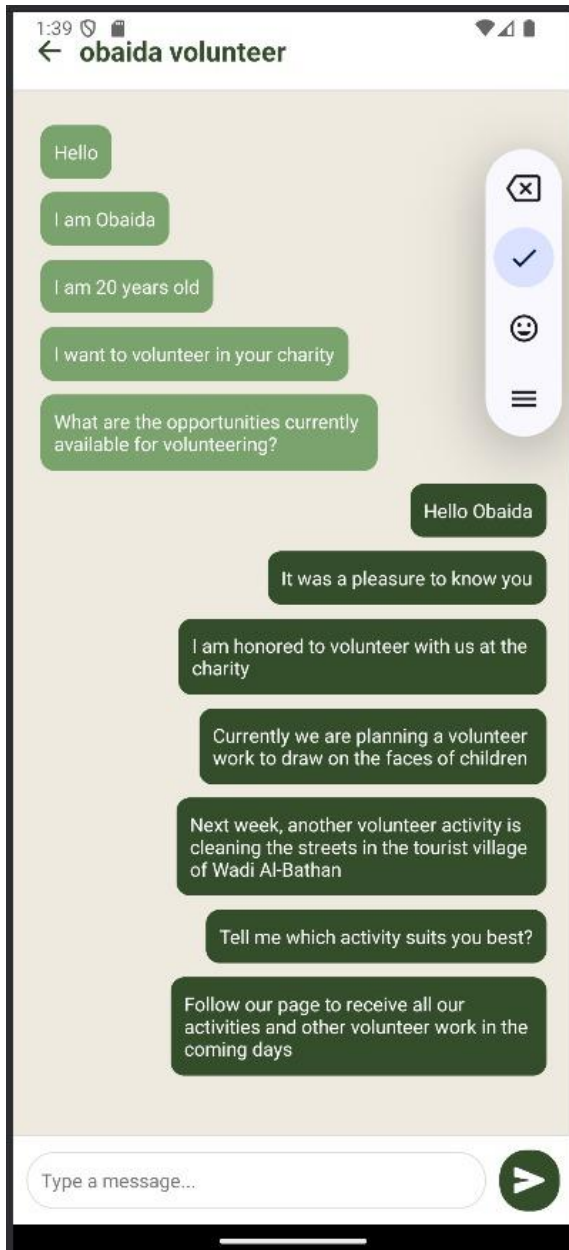 1:39
obaida volunteer
Hello
I am Obaida
I am 20 years old
I want to volunteer in your charity
What are the opportunities currently
available for volunteering?
Hello Obaida
It was a pleasure to know you
I am honored to volunteer with us at the
charity
Currently we are planning a volunteer
work to draw on the faces of children
Next week, another volunteer activity is
cleaning the streets in the tourist village
of Wadi Al-Bathan
Tell me which activity suits you best?
Follow our page to receive all our
activities and other volunteer work in the
coming days
Type a message...